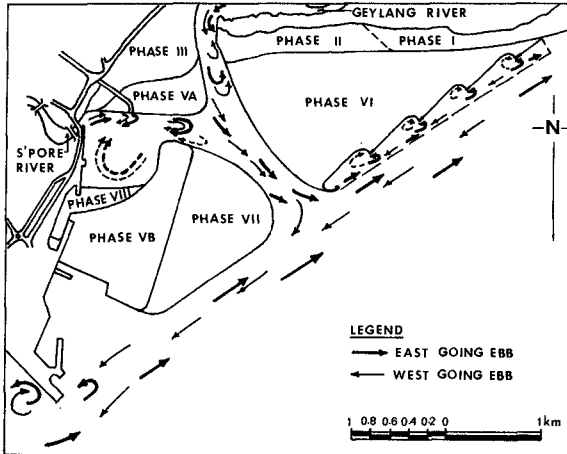 GEYLANG RIVER
PHASE III
PHASE II
PHASE I
PHASE VA
PHASE VI
N
S'PORE
RIVER
PHASE VIII
PHASE VB
PHASE VII
LEGEND
EAST GOING EBB
WEST GOING EBB
1 0·8 0·6 0·4 0·2 0 1km